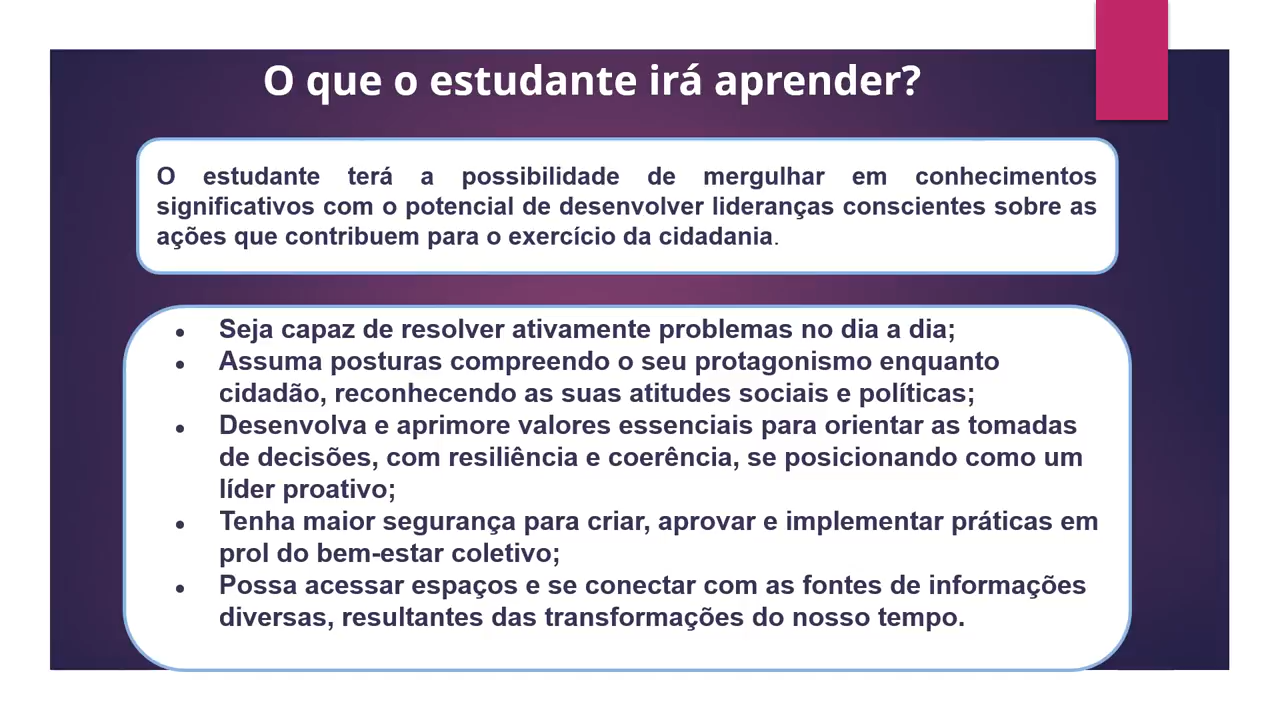 O que o estudante irá aprender?
O estudante terá a possibilidade de mergulhar em conhecimentos
significativos com o potencial de desenvolver lideranças conscientes sobre as
ações que contribuem para o exercício da cidadania.
● Seja capaz de resolver ativamente problemas no dia a dia;
● Assuma posturas compreendo o seu protagonismo enquanto
cidadão, reconhecendo as suas atitudes sociais e políticas;
● Desenvolva e aprimore valores essenciais para orientar as tomadas
de decisões, com resiliência e coerência, se posicionando como um
líder proativo;
● Tenha maior segurança para criar, aprovar e implementar práticas em
prol do bem-estar coletivo;
● Possa acessar espaços e se conectar com as fontes de informações
diversas, resultantes das transformações do nosso tempo.